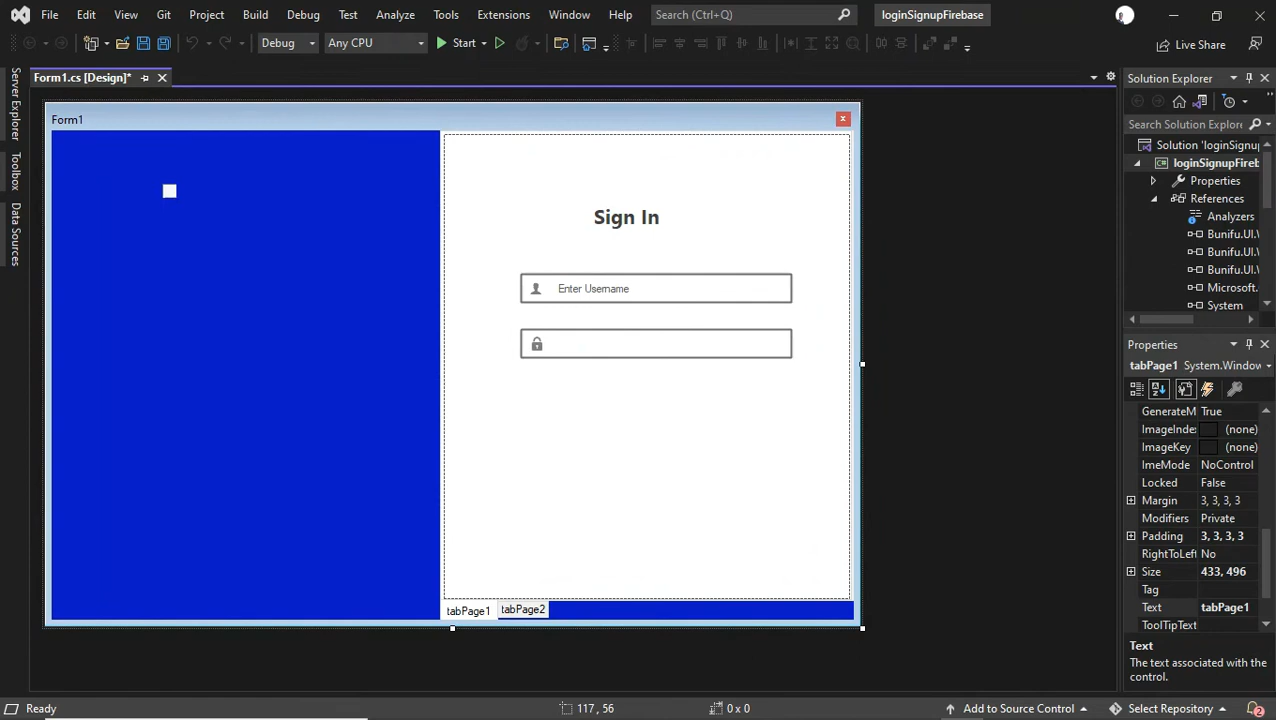 File Edit View Git Project Build Debug Test Analyze Tools Extensions Window Help Search (Ctrl+Q) loginSignupFirebase
Debug Any CPU Start Live Share
Form1.cs [Design]*
Server Explorer
Toolbox
Data Sources
Form1
Sign In
Enter Username
tabPage1 tabPage2
Solution Explorer
Search Solution Explorer
Solution 'loginSignu
loginSignupFireb
Properties
References
Analyzers
Bunifu.UI.
Bunifu.UI.
Bunifu.UI.
Microsoft.
System
Properties
tabPage1 System.Window
GenerateM True
ImageInde (none)
ImageKey (none)
meMode NoControl
Locked False
Margin 3, 3, 3, 3
Modifiers Private
Padding 3, 3, 3, 3
RightToLeft No
Size 433, 496
Tag
Text tabPage1
ToolTipText
Text
The text associated with the
control.
Ready 117 , 56 0 x 0 Add to Source Control Select Repository 2